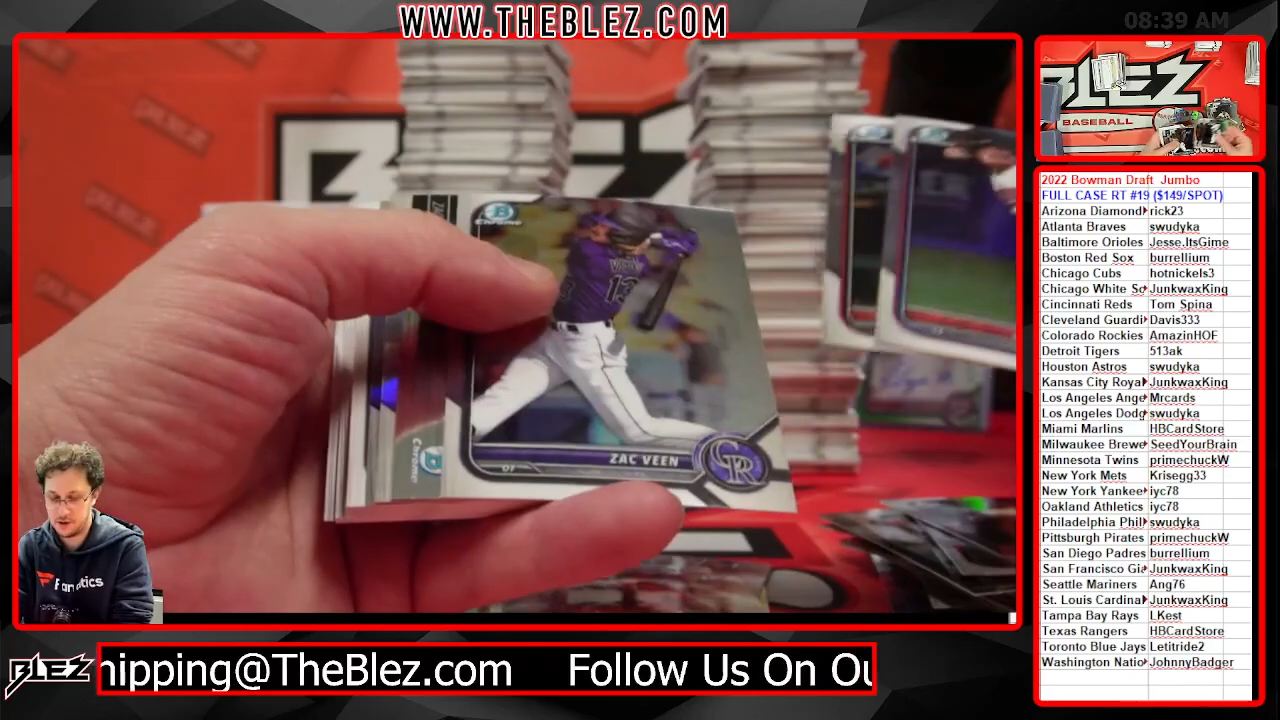 WWW.THEBLEZ.COM
08:39 AM
BLEZ
BASEBALL
Chrome
VEEN
13
ZAC VEEN
OF
CR
Chrome
Fanatics
2022 Bowman Draft Jumbo
FULL CASE RT #19 ($149/SPOT)
Arizona Diamond rick23
Atlanta Braves swudyka
Baltimore Orioles Jesse.ItsGime
Boston Red Sox burrellium
Chicago Cubs hotnickels3
Chicago White So JunkwaxKing
Cincinnati Reds Tom Spina
Cleveland Guardi Davis333
Colorado Rockies AmazinHOF
Detroit Tigers 513ak
Houston Astros swudyka
Kansas City Roya JunkwaxKing
Los Angeles Ange Mrcards
Los Angeles Dodg swudyka
Miami Marlins HBCardStore
Milwaukee Brewe SeedYourBrain
Minnesota Twins primechuckW
New York Mets Krisegg33
New York Yankee iyc78
Oakland Athletics iyc78
Philadelphia Phil swudyka
Pittsburgh Pirates primechuckW
San Diego Padres burrellium
San Francisco Gi JunkwaxKing
Seattle Mariners Ang76
St. Louis Cardina JunkwaxKing
Tampa Bay Rays LKest
Texas Rangers HBCardStore
Toronto Blue Jays Letitride2
Washington Natio JohnnyBadger
BLEZ
hipping@TheBlez.com Follow Us On Ou